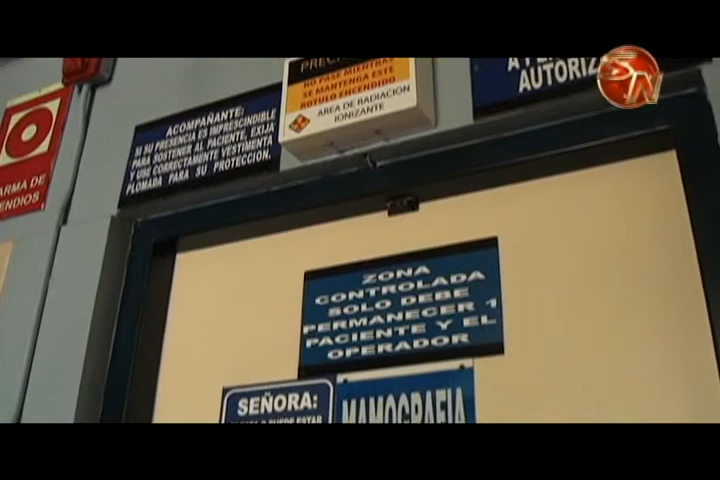 ACOMPAÑANTE:
SI SU PRESENCIA ES IMPRESCINDIBLE
PARA SOSTENER AL PACIENTE, EXIJA
Y USE CORRECTAMENTE VESTIMENTA
PLOMADA PARA SU PROTECCION.
NO PASE MIENTRAS
SE MANTENGA ESTE
ROTULO ENCENDIDO
AREA DE RADIACION
IONIZANTE
SN
ARMA DE
ENDIOS
ZONA
CONTROLADA
SOLO DEBE
PERMANECER 1
PACIENTE Y EL
OPERADOR
SEÑORA:
MAMOGRAFIA